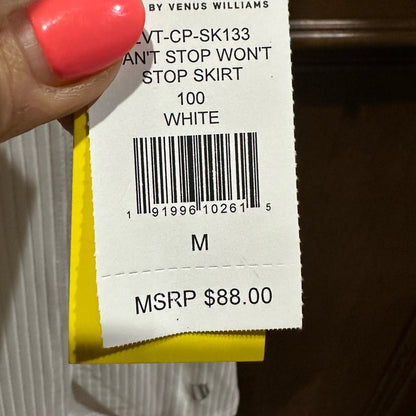 BY VENUS WILLIAMS
EVT-CP-SK133
CAN'T STOP WON'T
STOP SKIRT
100
WHITE
1 91996 10261 5
M
MSRP $88.00